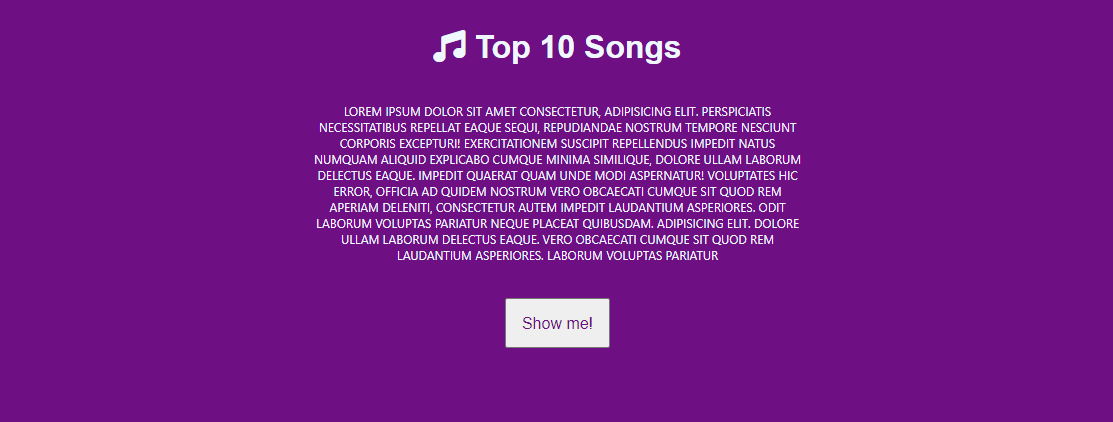 Top 10 Songs
LOREM IPSUM DOLOR SIT AMET CONSECTETUR, ADIPISICING ELIT. PERSPICIATIS
NECESSITATIBUS REPELLAT EAQUE SEQUI, REPUDIANDAE NOSTRUM TEMPORE NESCIUNT
CORPORIS EXCEPTURI! EXERCITATIONEM SUSCIPIT REPELLENDUS IMPEDIT NATUS
NUMQUAM ALIQUID EXPLICABO CUMQUE MINIMA SIMILIQUE, DOLORE ULLAM LABORUM
DELECTUS EAQUE. IMPEDIT QUAERAT QUAM UNDE MODI ASPERNATUR! VOLUPTATES HIC
ERROR, OFFICIA AD QUIDEM NOSTRUM VERO OBCAECATI CUMQUE SIT QUOD REM
APERIAM DELENITI, CONSECTETUR AUTEM IMPEDIT LAUDANTIUM ASPERIORES. ODIT
LABORUM VOLUPTAS PARIATUR NEQUE PLACEAT QUIBUSDAM. ADIPISICING ELIT. DOLORE
ULLAM LABORUM DELECTUS EAQUE. VERO OBCAECATI CUMQUE SIT QUOD REM
LAUDANTIUM ASPERIORES. LABORUM VOLUPTAS PARIATUR
Show me!